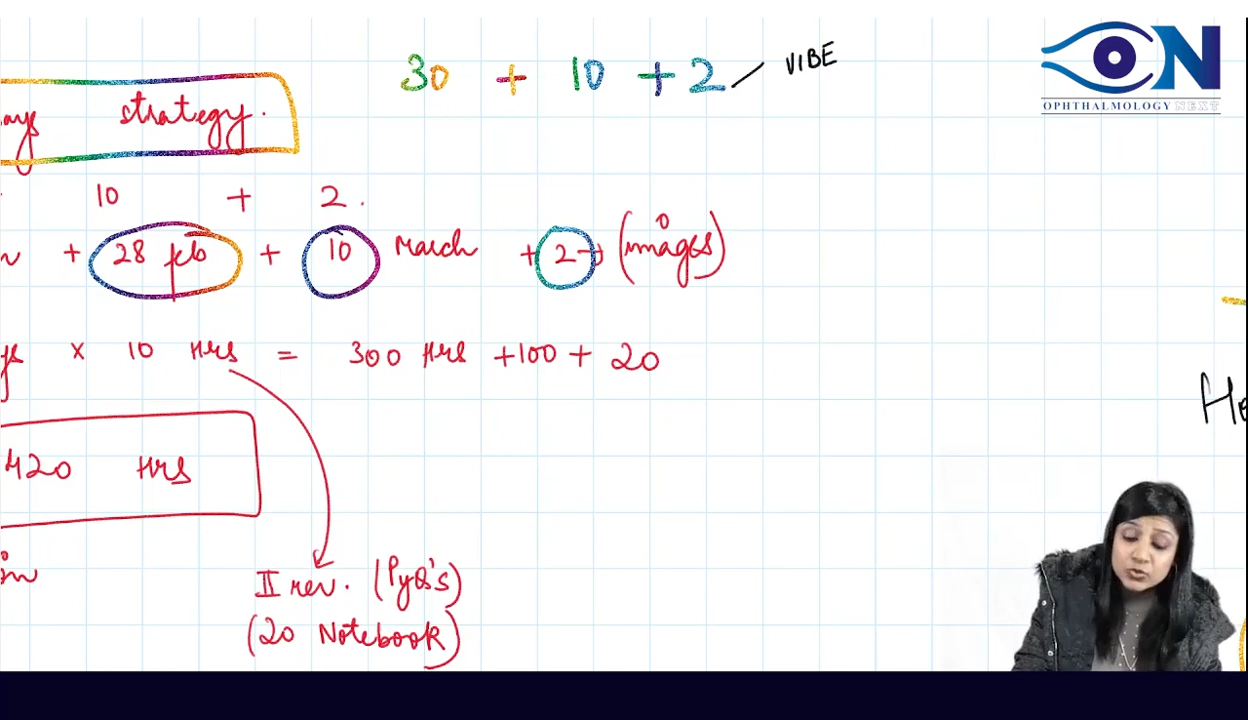 30 + 10 + 2 VIBE
ON
OPHTHALMOLOGY NEXT
strategy.
10 + 2.
+ 28 feb + 10 March + 2 → (images)
x 10 Hrs = 300 Hrs +100 + 20
420 Hrs
II rev. (PyQ's)
(20 Notebook)